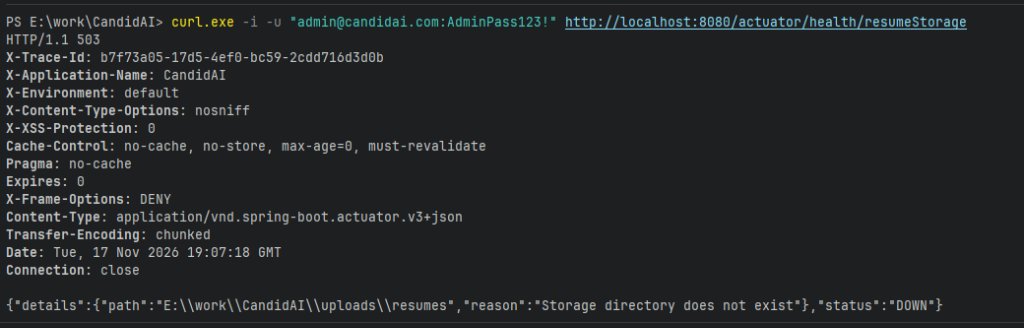 PS E:\work\CandidAI> curl.exe -i -u "admin@candidai.com:AdminPass123!" http://localhost:8080/actuator/health/resumeStorage
HTTP/1.1 503
X-Trace-Id: b7f73a05-17d5-4ef0-bc59-2cdd716d3d0b
X-Application-Name: CandidAI
X-Environment: default
X-Content-Type-Options: nosniff
X-XSS-Protection: 0
Cache-Control: no-cache, no-store, max-age=0, must-revalidate
Pragma: no-cache
Expires: 0
X-Frame-Options: DENY
Content-Type: application/vnd.spring-boot.actuator.v3+json
Transfer-Encoding: chunked
Date: Tue, 17 Nov 2026 19:07:18 GMT
Connection: close
{"details":{"path":"E:\\work\\CandidAI\\uploads\\resumes","reason":"Storage directory does not exist"},"status":"DOWN"}